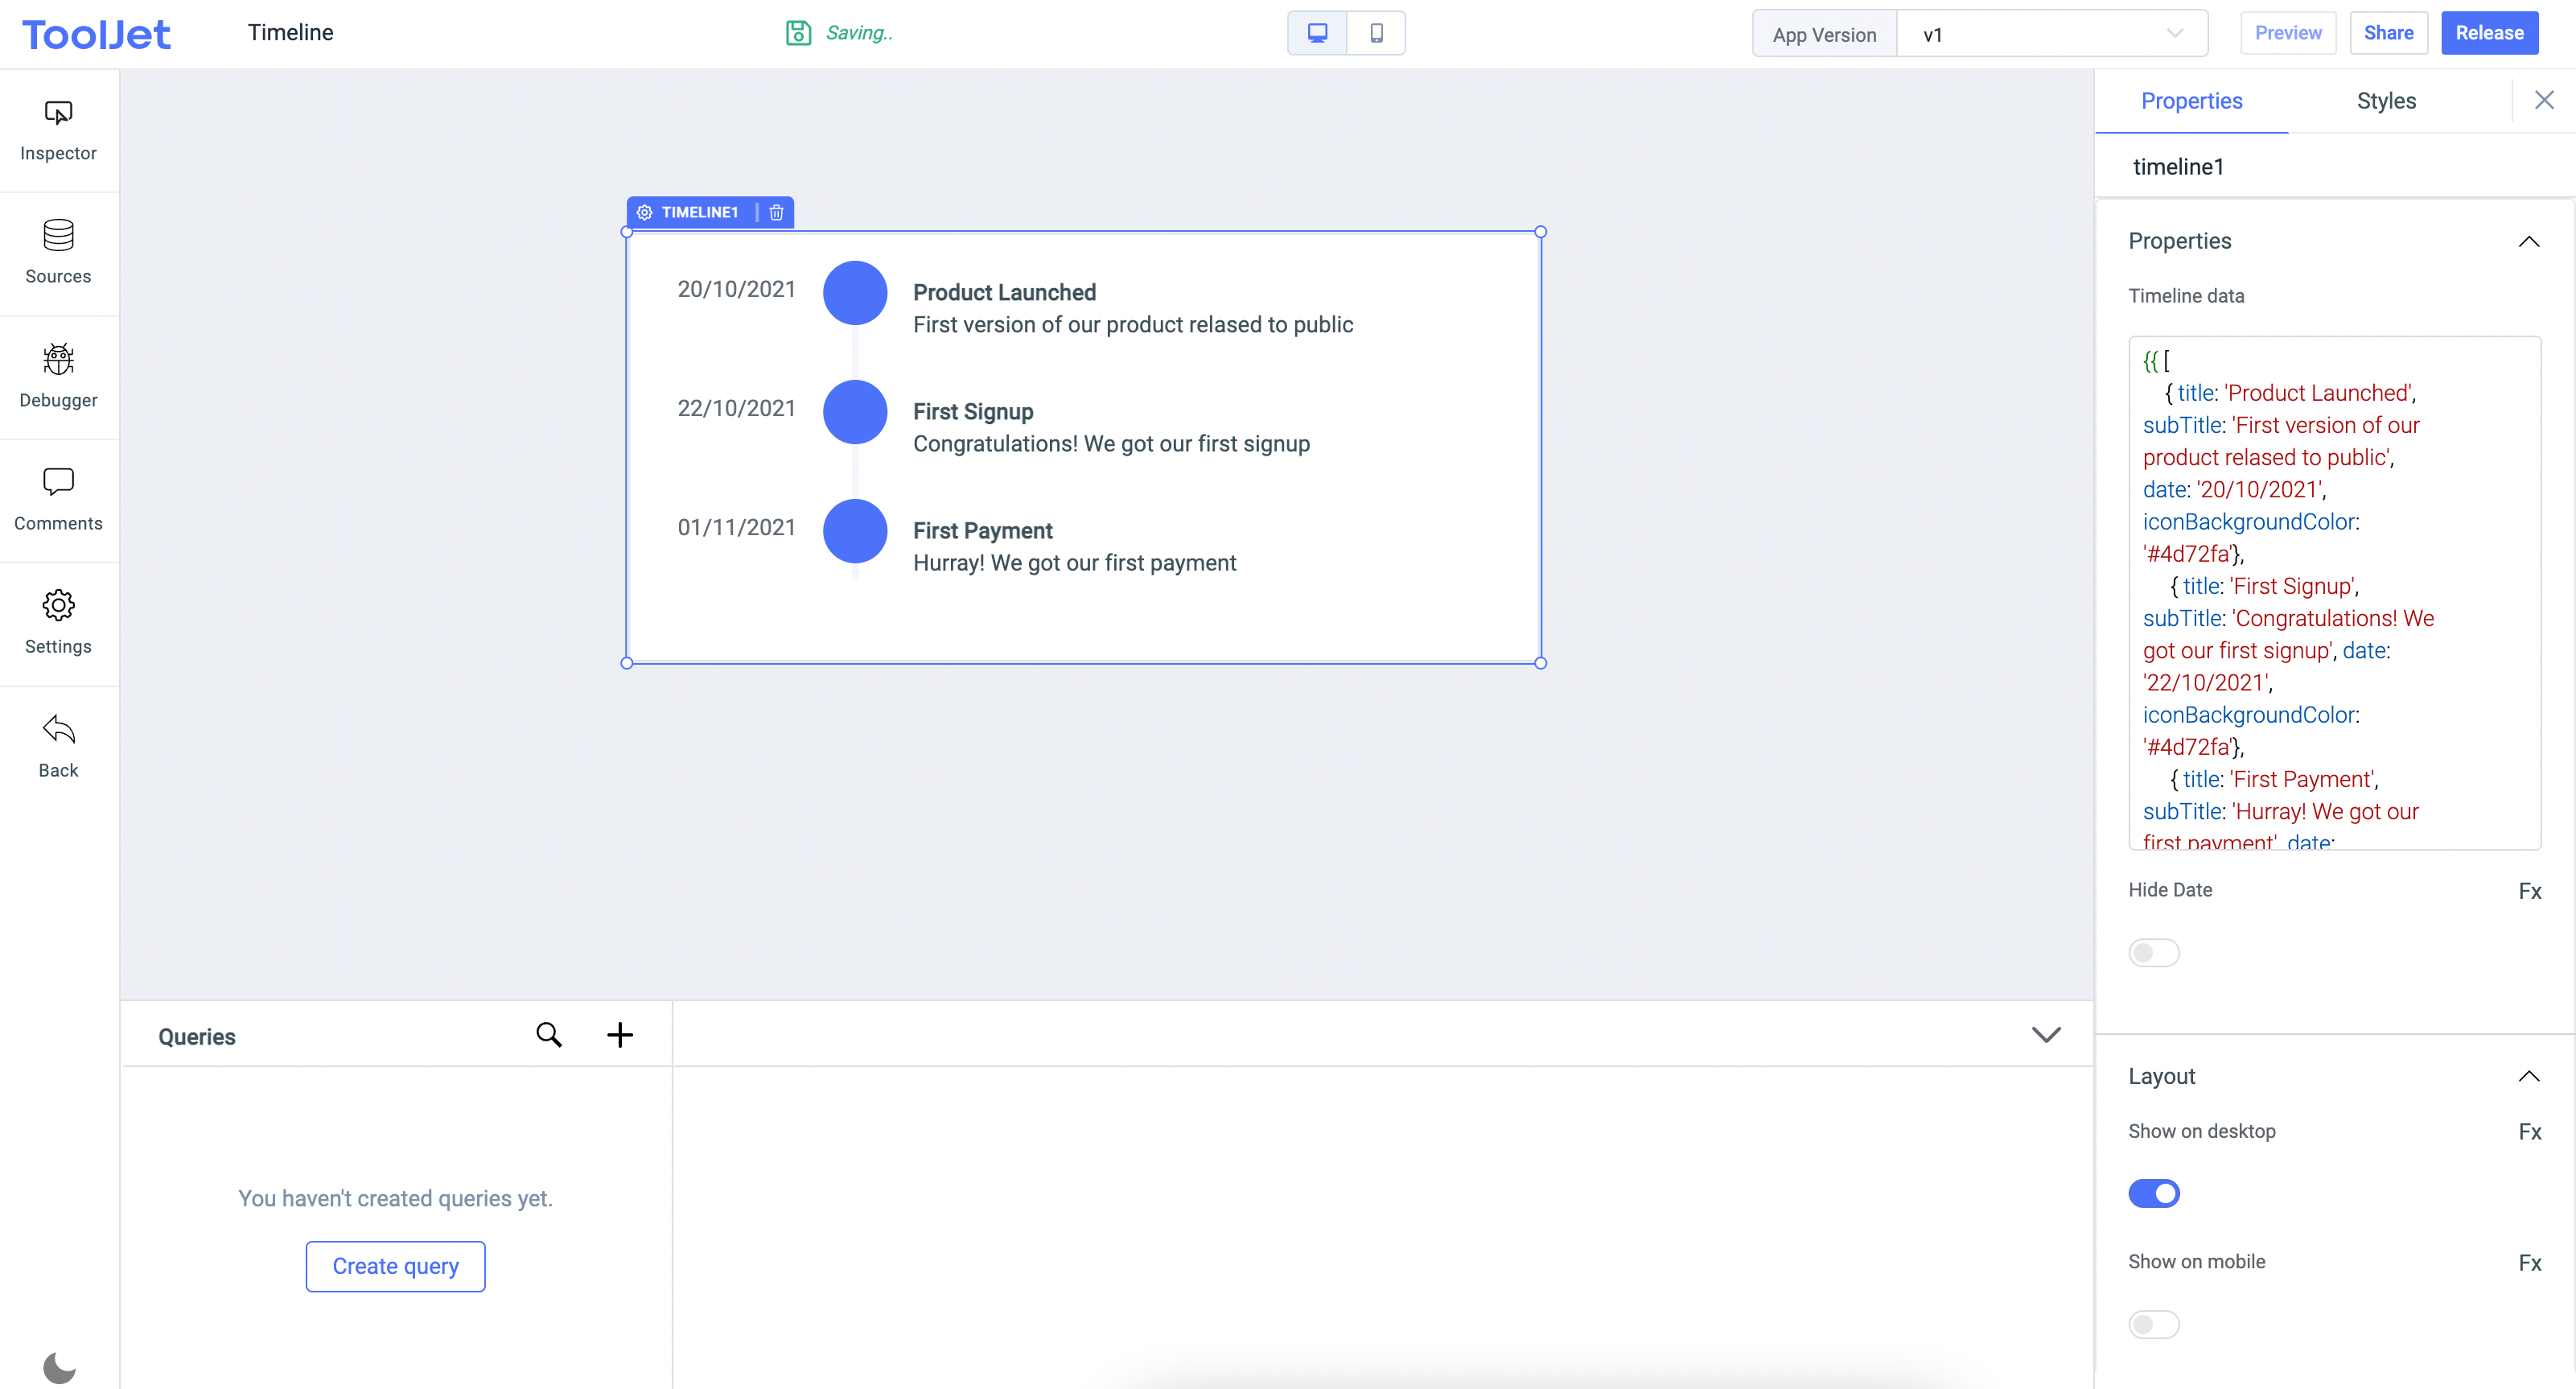 ToolJet
Timeline
Saving..
App Version
v1
Preview
Share
Release
Inspector
Sources
Debugger
Comments
Settings
Back
TIMELINE1
20/10/2021
Product Launched
First version of our product relased to public
22/10/2021
First Signup
Congratulations! We got our first signup
01/11/2021
First Payment
Hurray! We got our first payment
Queries
You haven't created queries yet.
Create query
Properties
Styles
timeline1
Properties
Timeline data
{{ [
{ title: 'Product Launched',
subTitle: 'First version of our
product relased to public',
date: '20/10/2021',
iconBackgroundColor:
'#4d72fa'},
{ title: 'First Signup',
subTitle: 'Congratulations! We
got our first signup', date:
'22/10/2021',
iconBackgroundColor:
'#4d72fa'},
{ title: 'First Payment',
subTitle: 'Hurray! We got our
first payment', date:
Hide Date
Fx
Layout
Show on desktop
Fx
Show on mobile
Fx